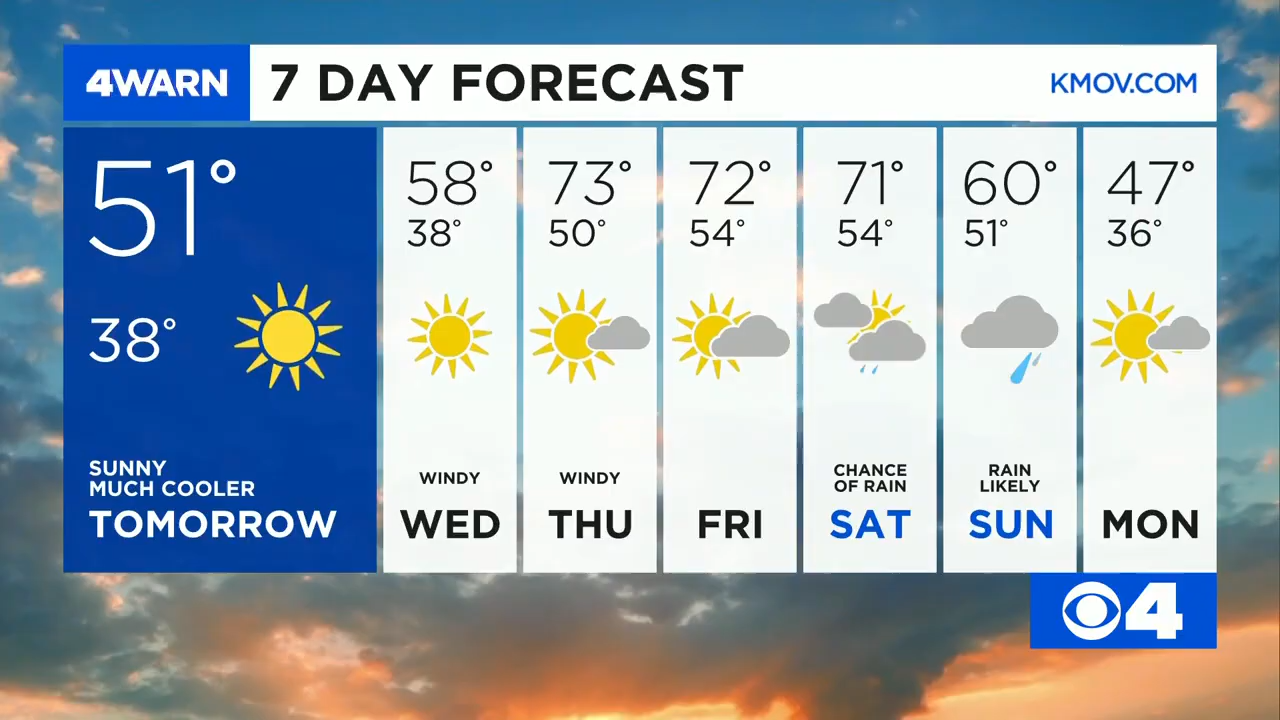 4WARN
7 DAY FORECAST
KMOV.COM
51°
38°
SUNNY
MUCH COOLER
TOMORROW
58°
38°
WINDY
WED
73°
50°
WINDY
THU
72°
54°
FRI
71°
54°
CHANCE
OF RAIN
SAT
60°
51°
RAIN
LIKELY
SUN
47°
36°
MON
4